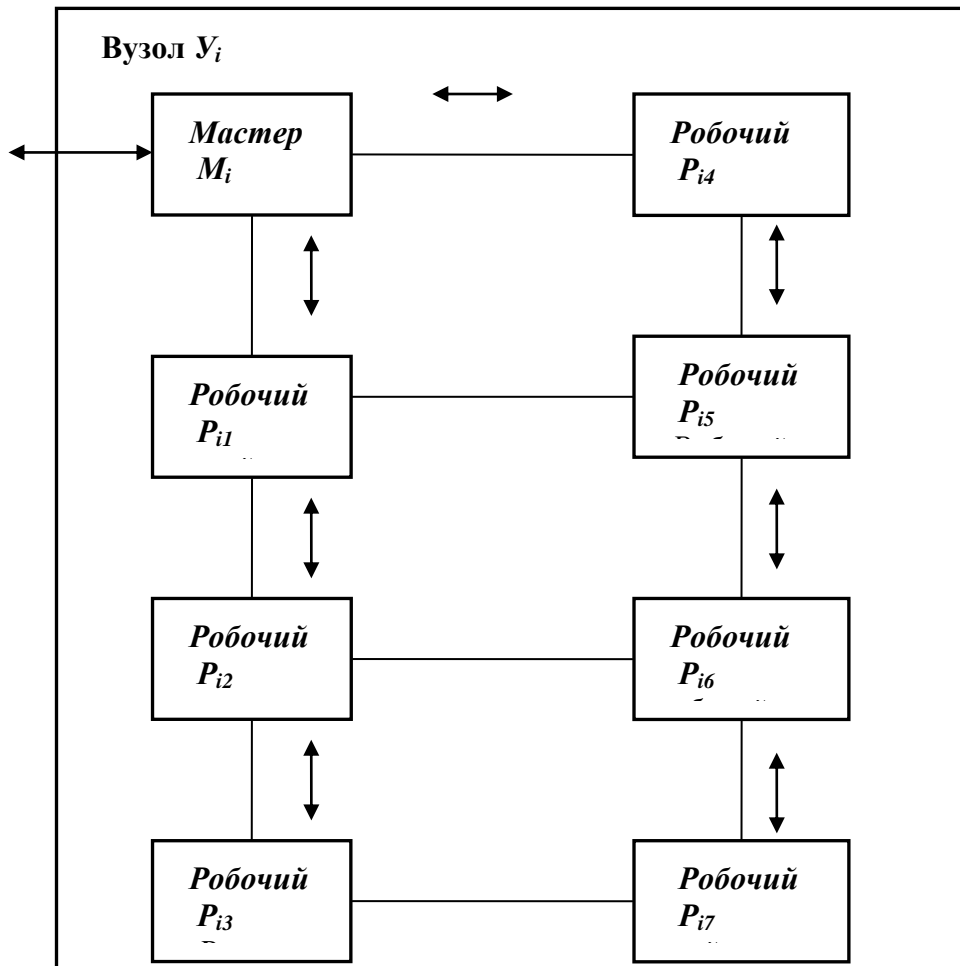 Вузол Уi
Мастер
Mi
Робочий
Pi4
Робочий
Pi1
Робочий
Pi5
Робочий
Pi2
Робочий
Pi6
Робочий
Pi3
Робочий
Pi7